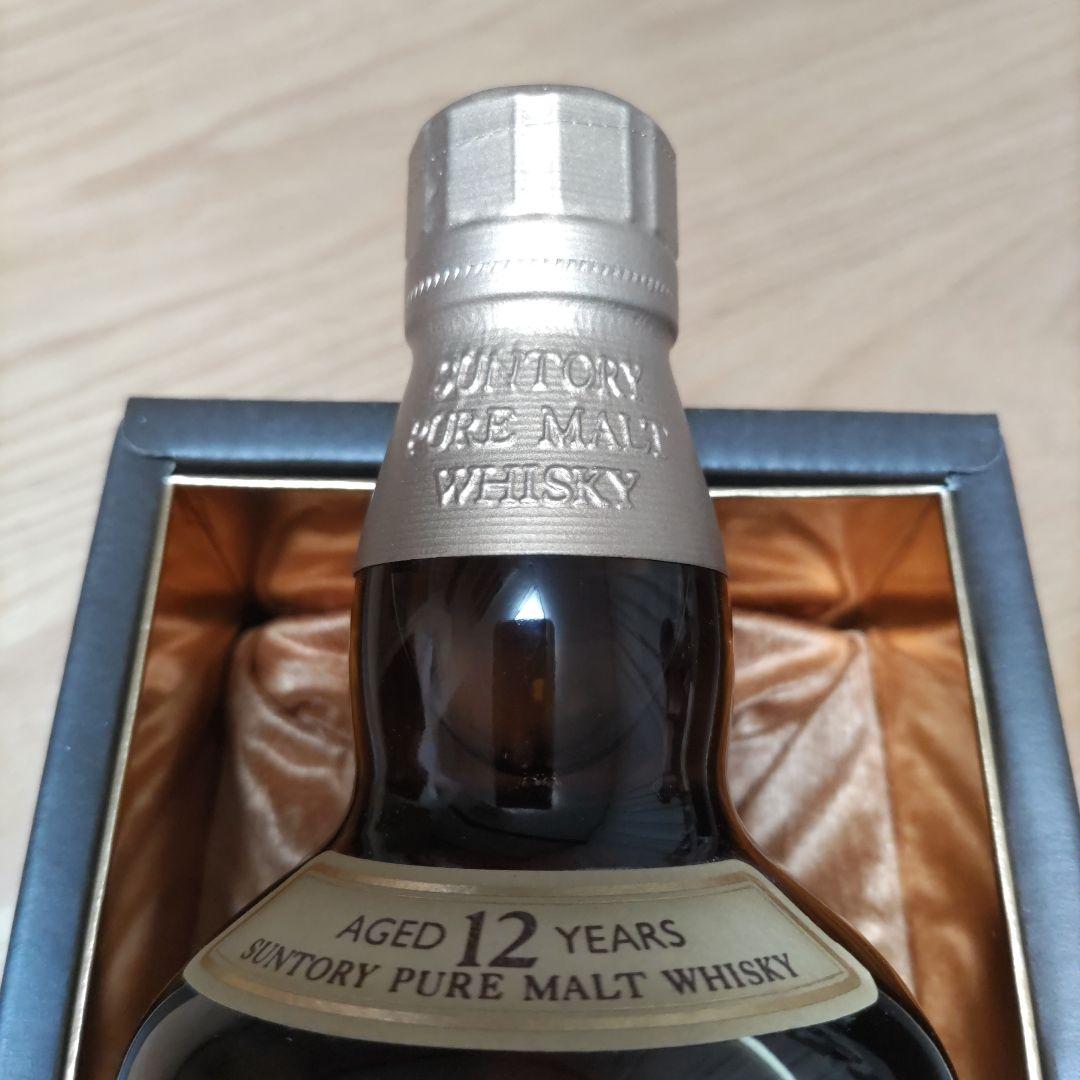 SUNTORY
PURE MALT
WHISKY
AGED 12 YEARS
SUNTORY PURE MALT WHISKY